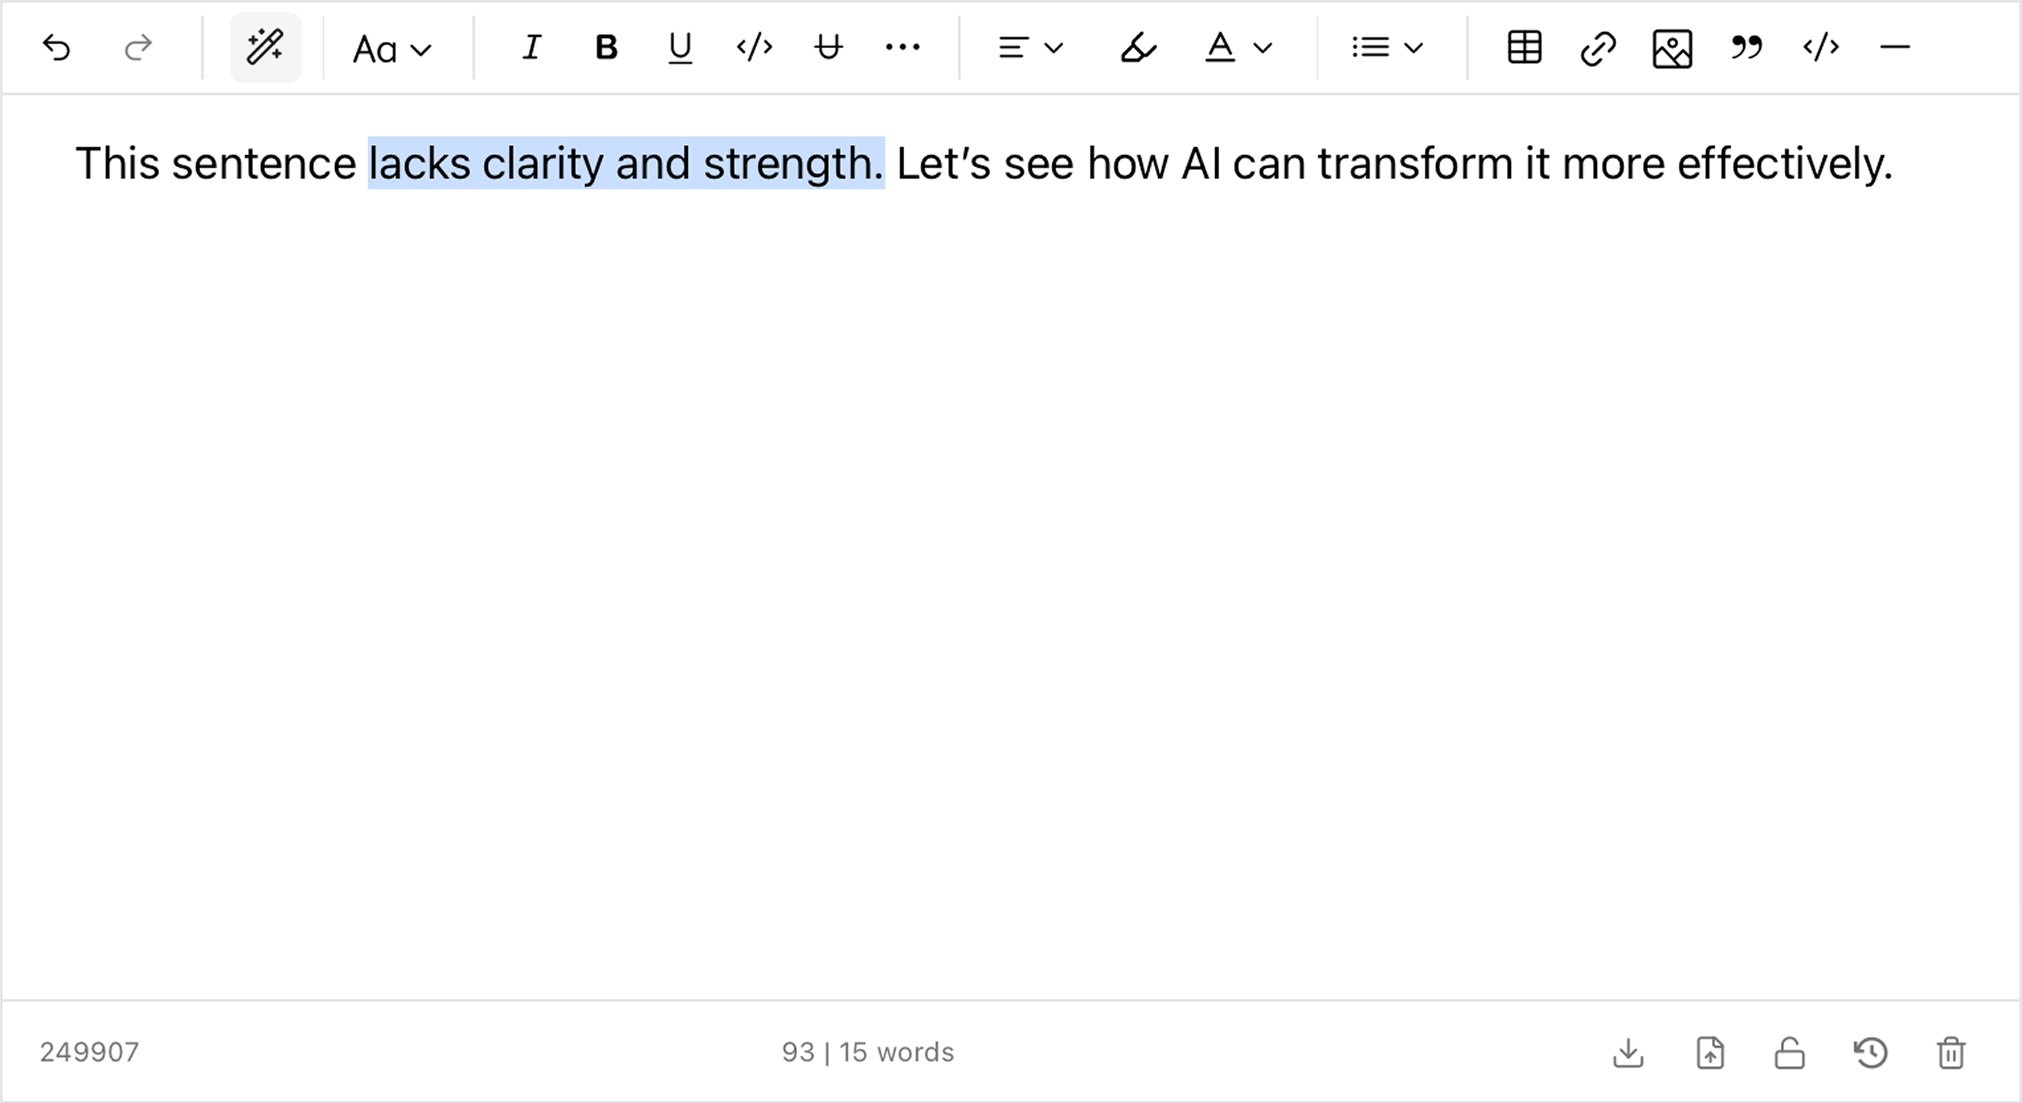 Aa I B U </> U
This sentence lacks clarity and strength. Let’s see how AI can transform it more effectively.
249907 93 | 15 words